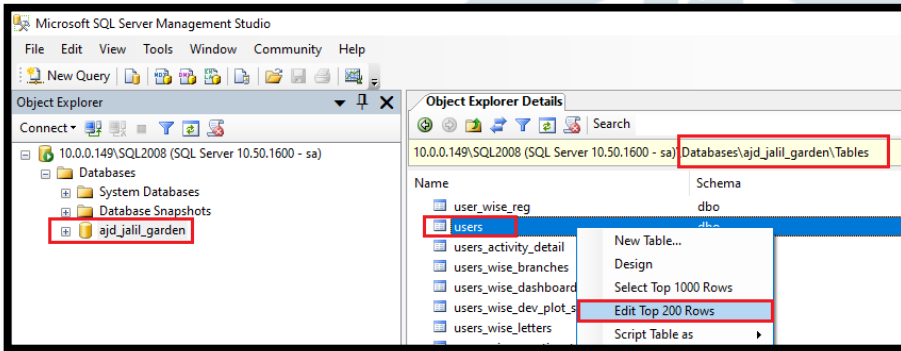 Microsoft SQL Server Management Studio
File Edit View Tools Window Community Help
New Query
Object Explorer
Object Explorer Details
Connect
Search
10.0.0.149\SQL2008 (SQL Server 10.50.1600 - sa)
10.0.0.149\SQL2008 (SQL Server 10.50.1600 - sa)\Databases\ajd_jalil_garden\Tables
Databases
System Databases
Database Snapshots
ajd_jalil_garden
Name Schema
user_wise_reg dbo
users dbo
users_activity_detail
users_wise_branches
users_wise_dashboard
users_wise_dev_plot_s
users_wise_letters
New Table...
Design
Select Top 1000 Rows
Edit Top 200 Rows
Script Table as